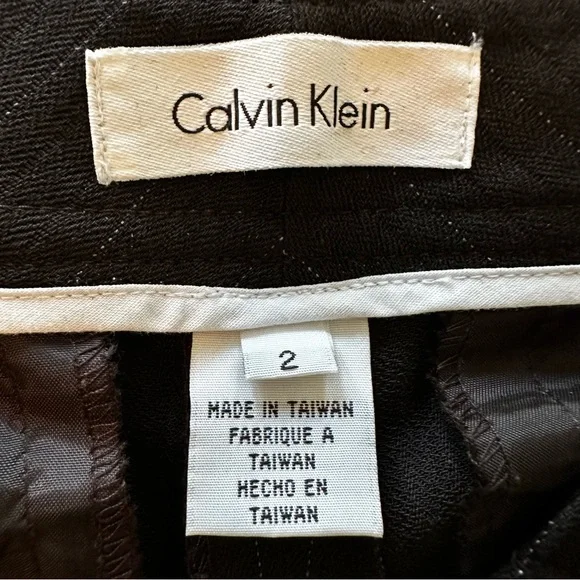 Calvin Klein
2
MADE IN TAIWAN
FABRIQUE A
TAIWAN
HECHO EN
TAIWAN